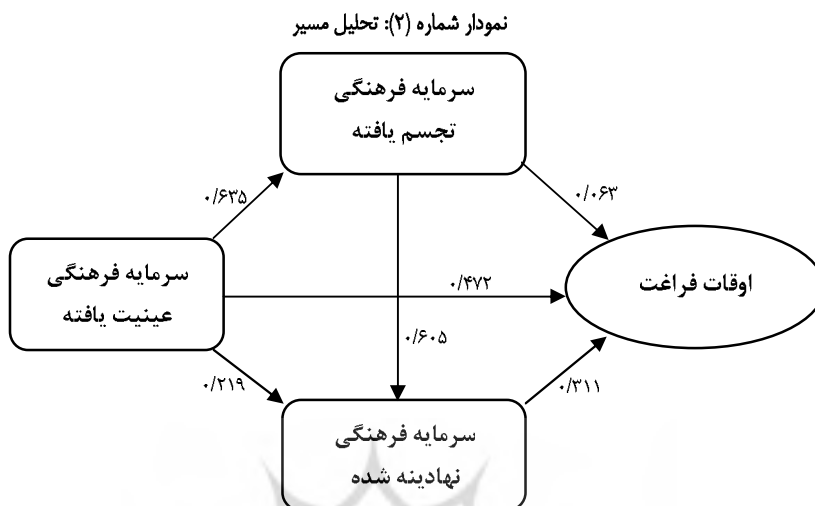 نمودار شماره (۲): تحلیل مسیر
سرمایه فرهنگی
تجسم یافته
۰/۶۳۵
۰/۰۶۳
سرمایه فرهنگی
عینیت یافته
۰/۴۷۲
اوقات فراغت
۰/۶۰۵
۰/۲۱۹
۰/۳۱۱
سرمایه فرهنگی
نهادینه شده